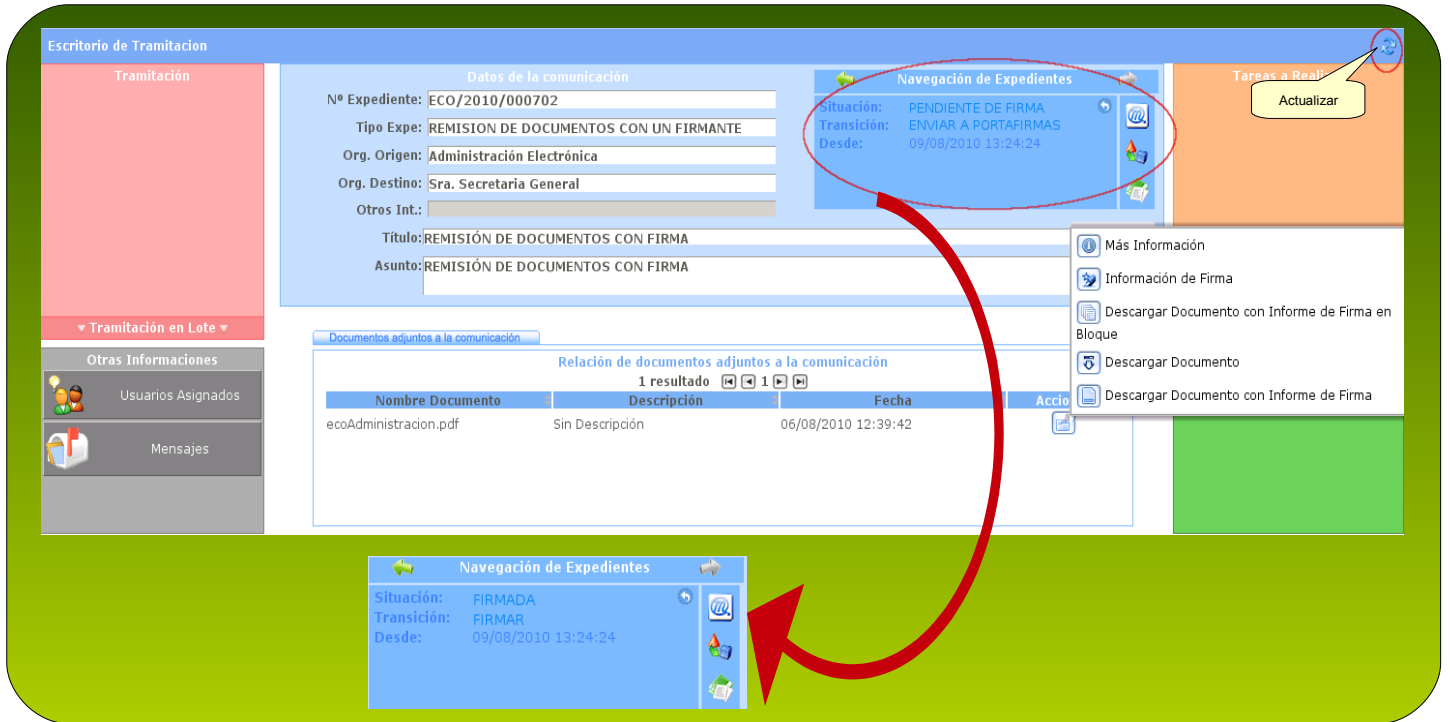 Escritorio de Tramitacion
Tramitación
Datos de la comunicación
Navegación de Expedientes
Actualizar
Nº Expediente: ECO/2010/000702
Tipo Expe: REMISION DE DOCUMENTOS CON UN FIRMANTE
Org. Origen: Administración Electrónica
Org. Destino: Sra. Secretaria General
Otros Int.:
Título: REMISIÓN DE DOCUMENTOS CON FIRMA
Asunto: REMISIÓN DE DOCUMENTOS CON FIRMA
Situación: PENDIENTE DE FIRMA
Transición: ENVIAR A PORTAFIRMAS
Desde: 09/08/2010 13:24:24
Tareas a
Más Información
Información de Firma
Descargar Documento con Informe de Firma en
Bloque
Descargar Documento
Descargar Documento con Informe de Firma
Tramitación en Lote
Otras Informaciones
Usuarios Asignados
Mensajes
Documentos adjuntos a la comunicación
Relación de documentos adjuntos a la comunicación
1 resultado 1
Nombre Documento Descripción Fecha
ecoAdministracion.pdf Sin Descripción 06/08/2010 12:39:42
Navegación de Expedientes
Situación: FIRMADA
Transición: FIRMAR
Desde: 09/08/2010 13:24:24